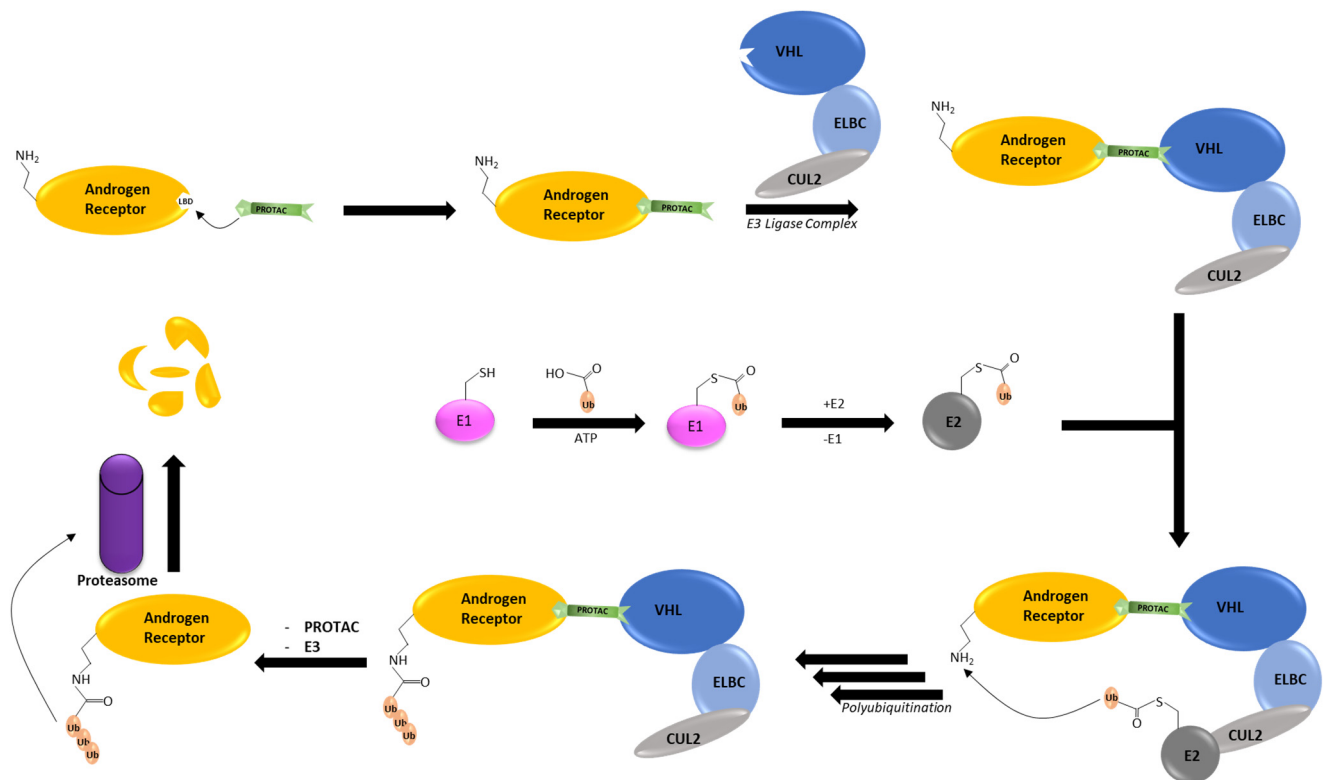 VHL
ELBC
CUL2
NH2
Androgen
Receptor
LBD
PROTAC
NH2
Androgen
Receptor
PROTAC
E3 Ligase Complex
NH2
Androgen
Receptor
PROTAC
VHL
ELBC
CUL2
SH
E1
HO
O
Ub
ATP
S
O
Ub
E1
+E2
-E1
S
O
Ub
E2
Proteasome
Androgen
Receptor
NH
O
Ub
Ub
Ub
- PROTAC
- E3
Androgen
Receptor
PROTAC
VHL
NH
O
Ub
Ub
Ub
ELBC
CUL2
Polyubiquitination
Androgen
Receptor
PROTAC
VHL
NH2
ELBC
Ub
S
O
CUL2
E2